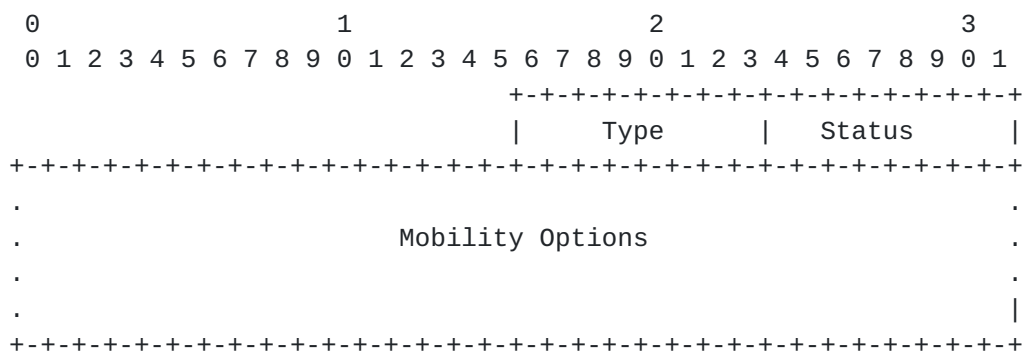 0                   1                   2                   3
 0 1 2 3 4 5 6 7 8 9 0 1 2 3 4 5 6 7 8 9 0 1 2 3 4 5 6 7 8 9 0 1
                                +-+-+-+-+-+-+-+-+-+-+-+-+-+-+-+-+
                                |     Type      |   Status      |
+-+-+-+-+-+-+-+-+-+-+-+-+-+-+-+-+-+-+-+-+-+-+-+-+-+-+-+-+-+-+-+-+
.                                                               .
.                        Mobility Options                       .
.                                                               .
.                                                               |
+-+-+-+-+-+-+-+-+-+-+-+-+-+-+-+-+-+-+-+-+-+-+-+-+-+-+-+-+-+-+-+-+